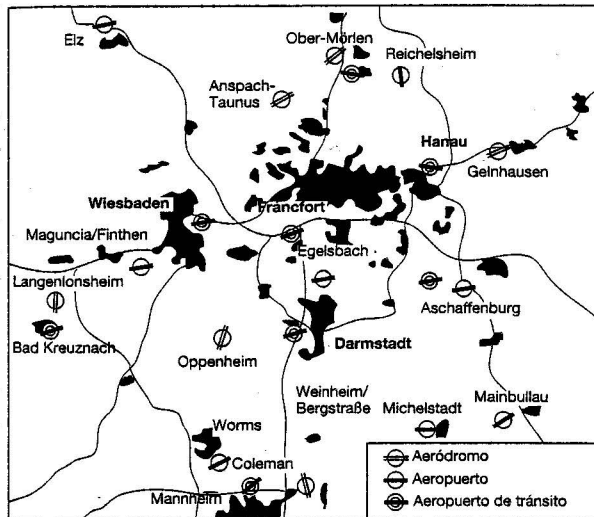 Elz
Ober-Mörlen
Reichelsheim
Anspach-
Taunus
Hanau
Gelnhausen
Wiesbaden
Francfort
Maguncia/Finthen
Egelsbach
Langenlonsheim
Aschaffenburg
Bad Kreuznach
Oppenheim
Darmstadt
Weinheim/
Bergstraße
Michelstadt
Mainbullau
Worms
Coleman
Mannheim
Aeródromo
Aeropuerto
Aeropuerto de tránsito